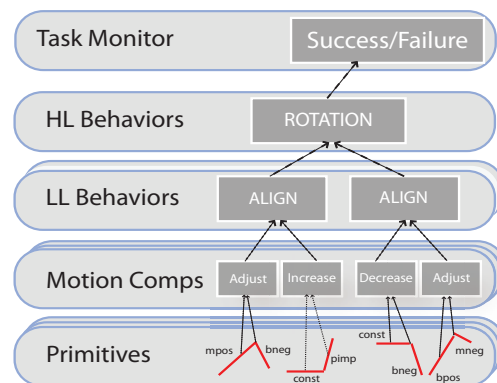 Task Monitor
Success/Failure
HL Behaviors
ROTATION
LL Behaviors
ALIGN
ALIGN
Motion Comps
Adjust
Increase
Decrease
Adjust
Primitives
mpos
bneg
const
pimp
const
bneg
bpos
mneg